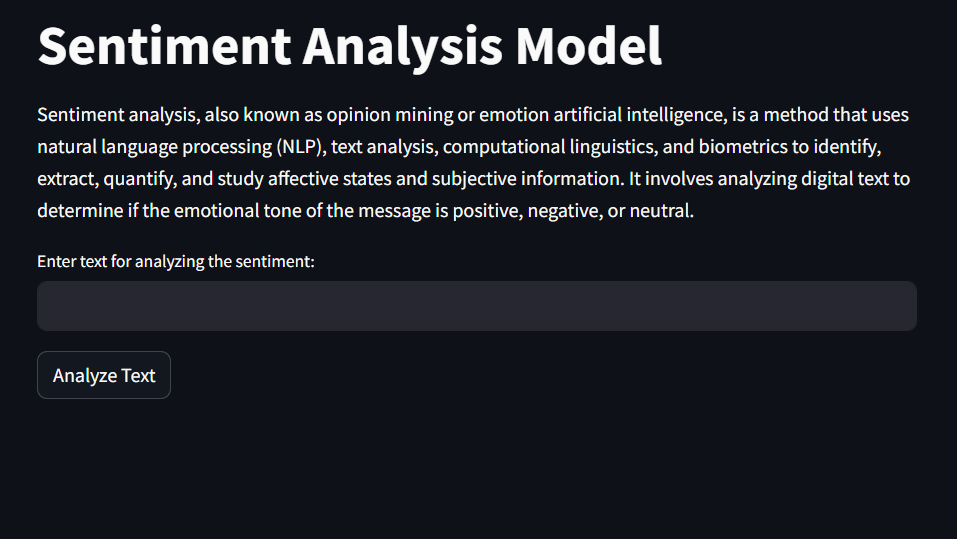 Sentiment Analysis Model
Sentiment analysis, also known as opinion mining or emotion artificial intelligence, is a method that uses
natural language processing (NLP), text analysis, computational linguistics, and biometrics to identify,
extract, quantify, and study affective states and subjective information. It involves analyzing digital text to
determine if the emotional tone of the message is positive, negative, or neutral.
Enter text for analyzing the sentiment:
Analyze Text